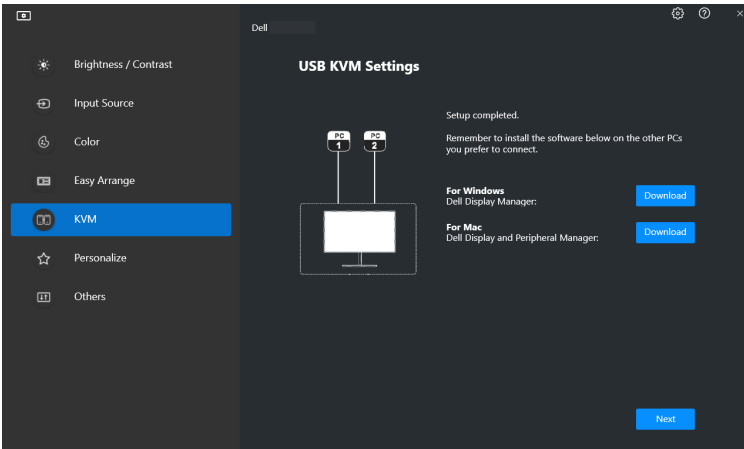 Dell
Brightness / Contrast
Input Source
Color
Easy Arrange
KVM
Personalize
Others
USB KVM Settings
PC
1
PC
2
Setup completed.
Remember to install the software below on the other PCs
you prefer to connect.
For Windows
Dell Display Manager:
Download
For Mac
Dell Display and Peripheral Manager:
Download
Next